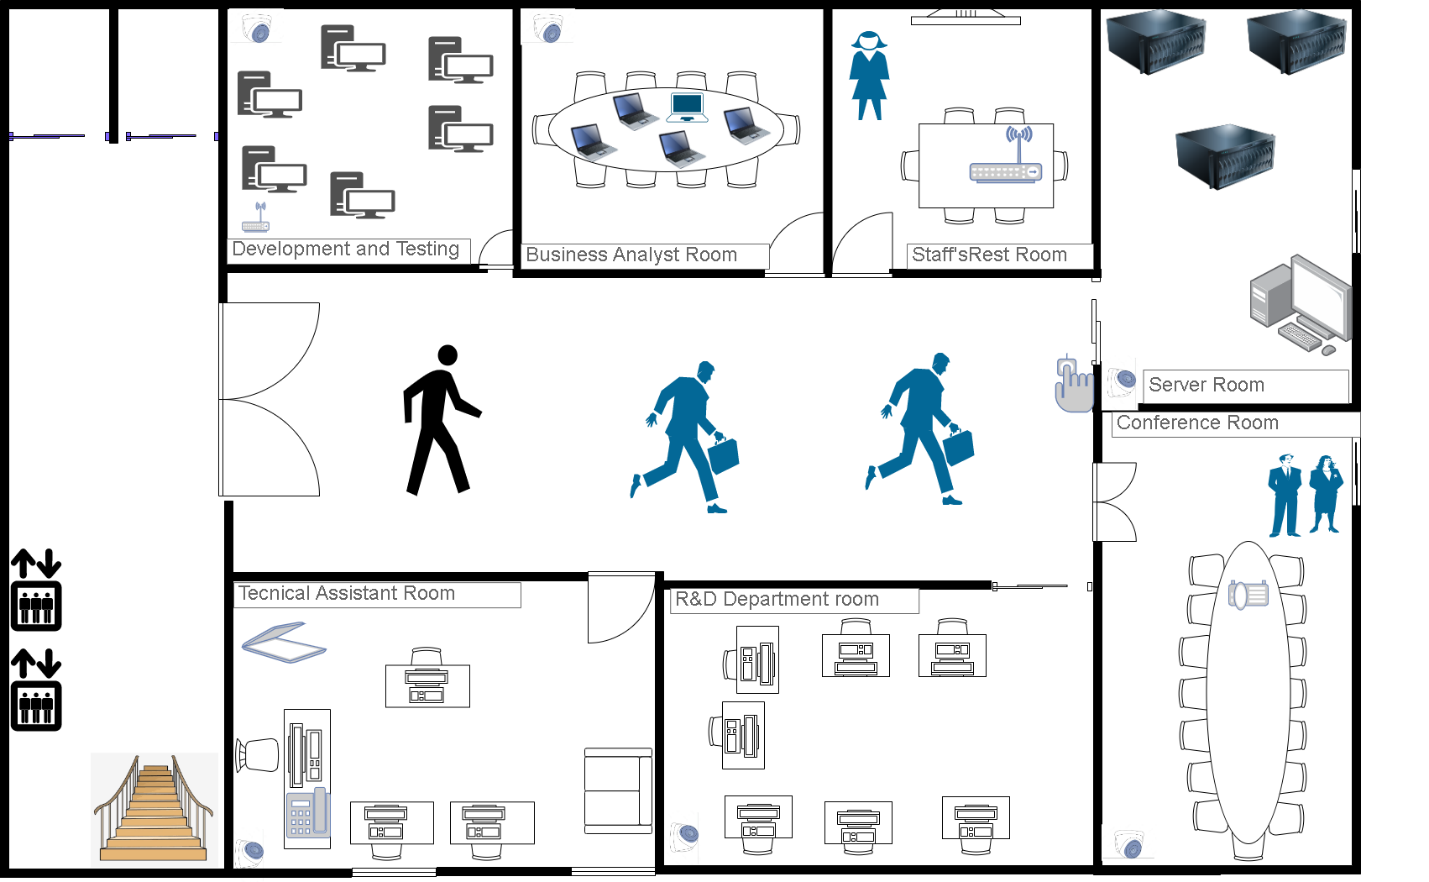 Development and Testing
Business Analyst Room
Staff'sRest Room
Server Room
Conference Room
Tecnical Assistant Room
R&D Department room